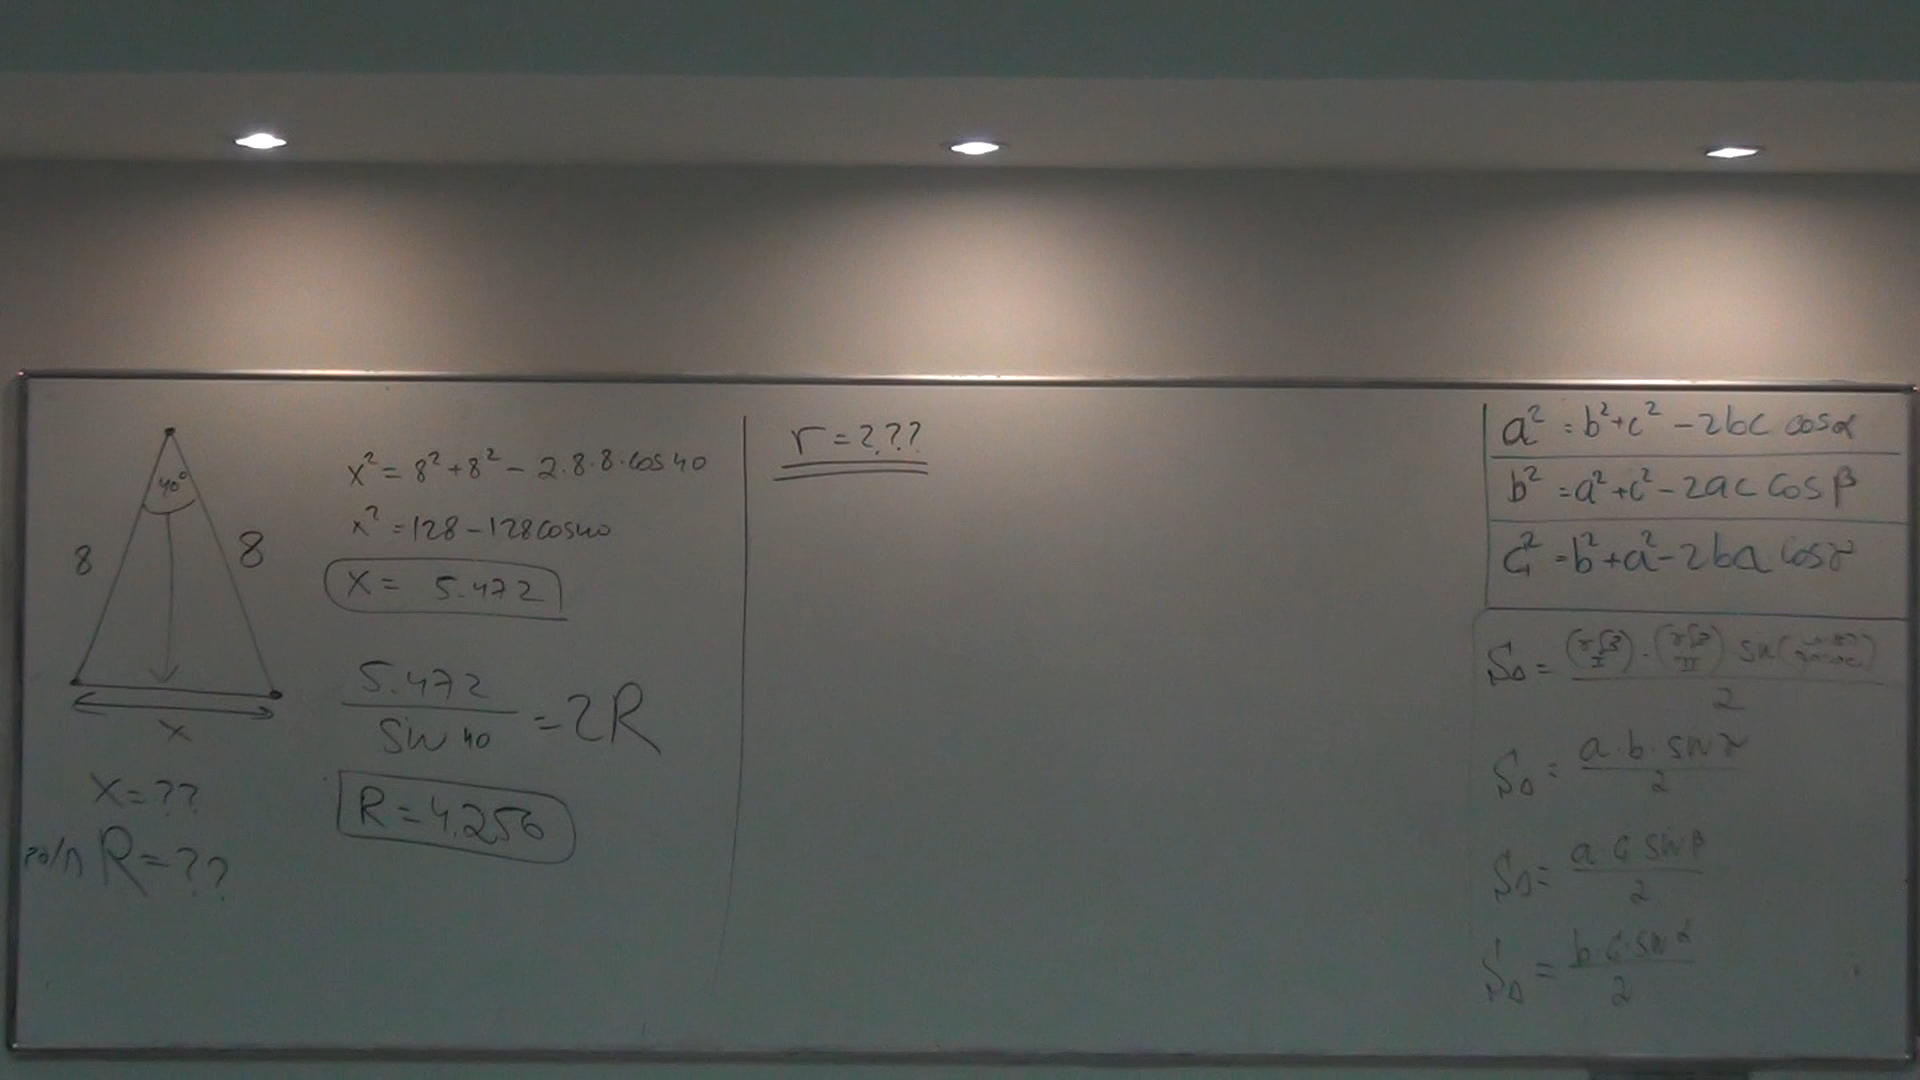 40°
8
8
x
x=??
R=??
x² = 8² + 8² - 2.8.8.cos 40
x² = 128 - 128 cos 40
x = 5.472
5.472 / sin 40 = 2R
R = 4.256
r = ???
a² = b² + c² - 2bc cos α
b² = a² + c² - 2ac cos β
c² = b² + a² - 2ba cos γ
S△ =
2
S△ = a·b·sin γ / 2
S△ = a c sin β / 2
S△ = b·c·sin α / 2